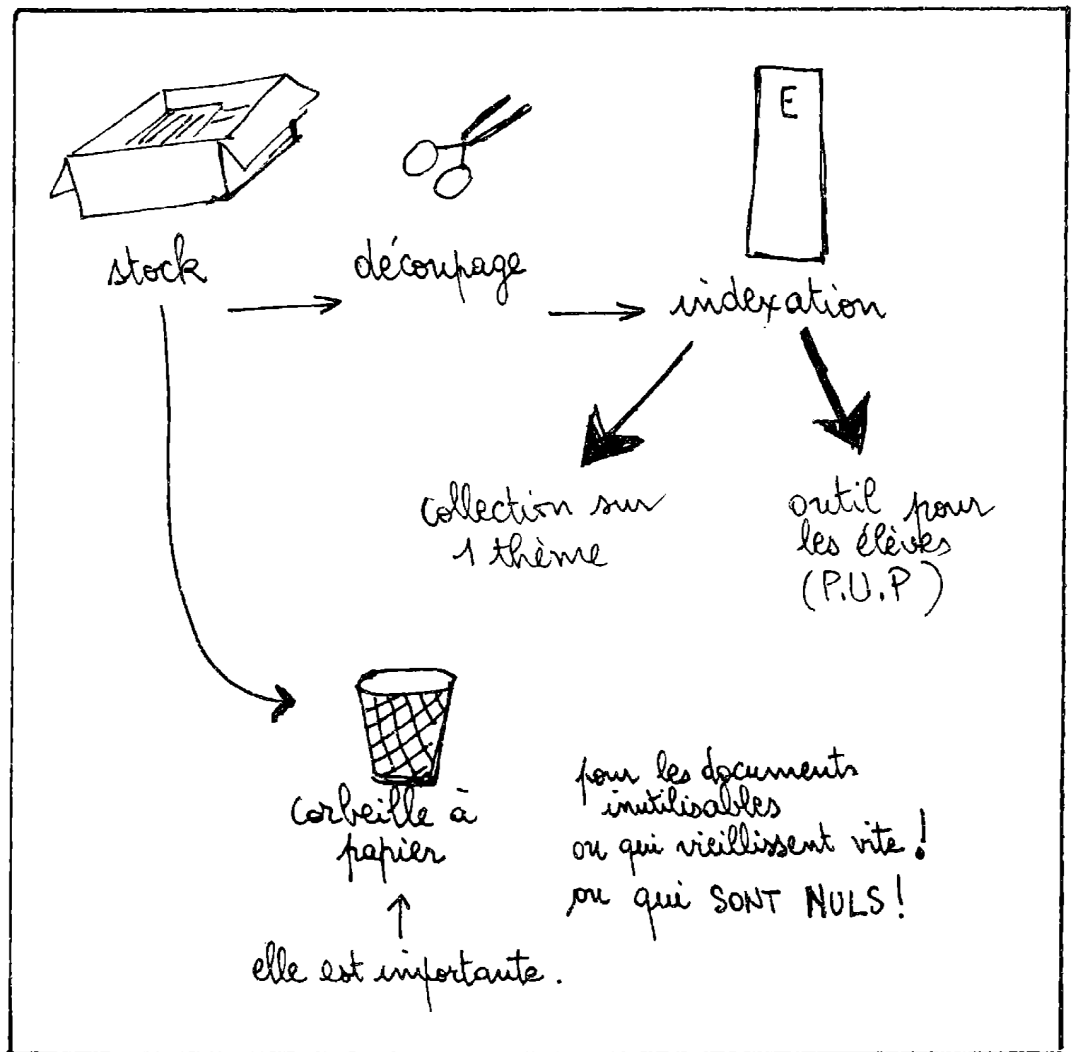 E
stock
découpage
indexation
collection sur
1 thème
outil pour
les élèves
(P.U.P)
corbeille à
papier
pour les documents
inutilisables
ou qui vieillissent vite !
ou qui SONT NULS !
elle est importante.